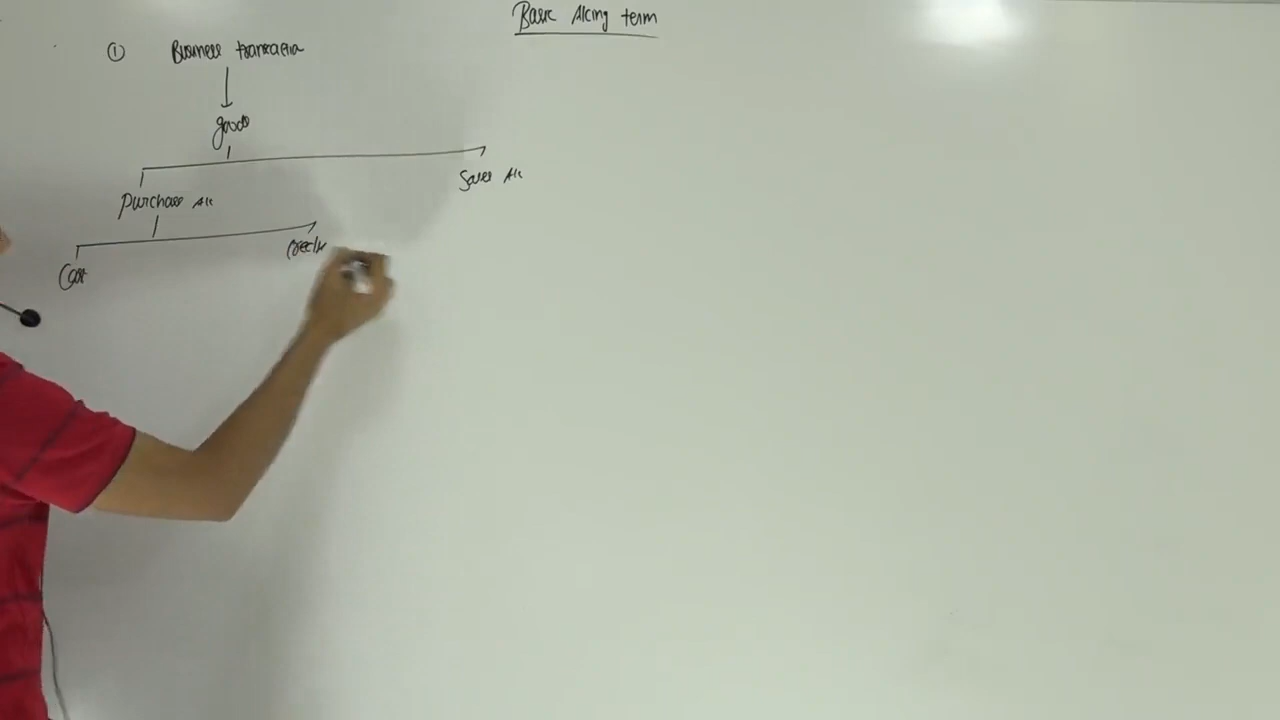 Basic A/cing term
① Business transaction
goods
Purchase A/c
Sales A/c
Cash
Credit